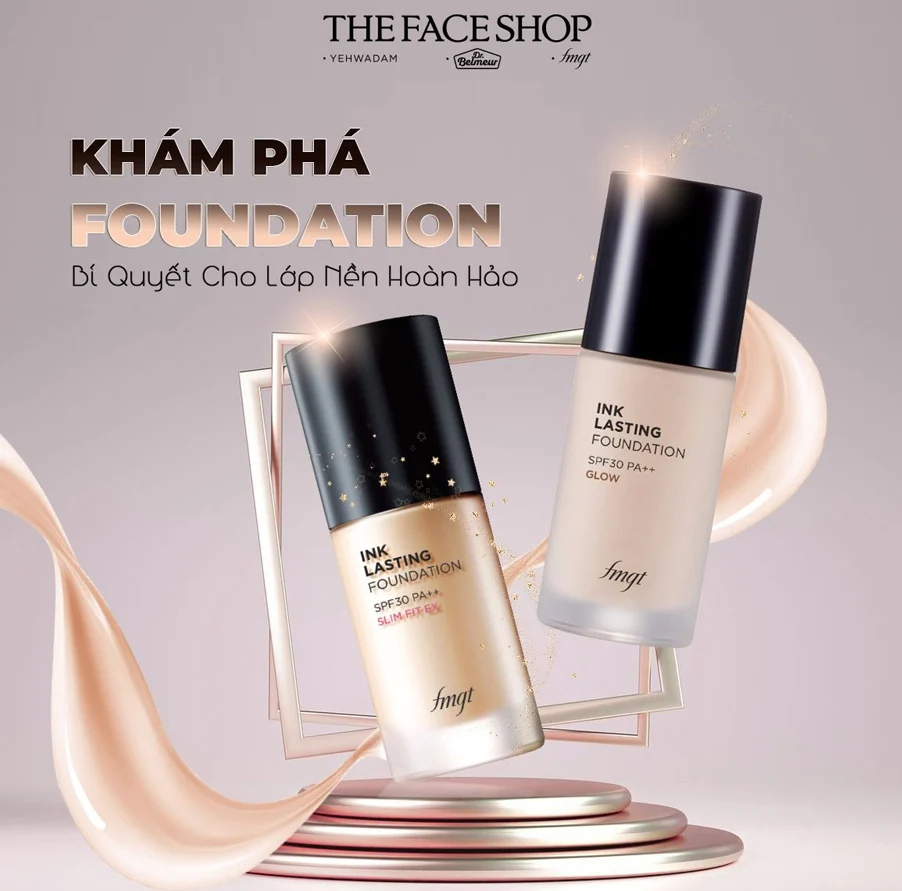 THE FACE SHOP
• YEHWADAM • Dr. Belmeur • fmgt
KHÁM PHÁ
FOUNDATION
Bí Quyết Cho Lớp Nền Hoàn Hảo
INK
LASTING
FOUNDATION
SPF30 PA++
GLOW
fmgt
INK
LASTING
FOUNDATION
SPF30 PA++
SLIM FIT EX
fmgt